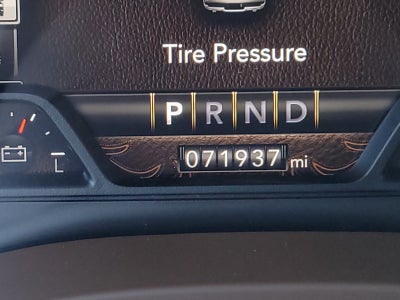 Tire Pressure
P R N D
L
071937 mi